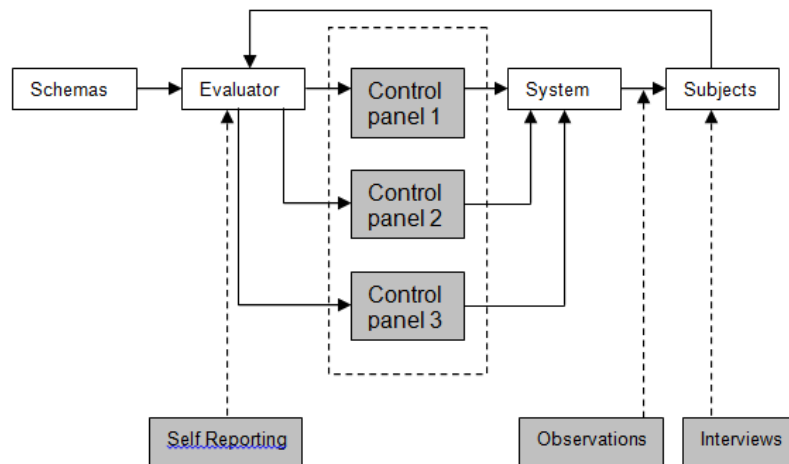 Schemas
Evaluator
Control
panel 1
System
Subjects
Control
panel 2
Control
panel 3
Self Reporting
Observations
Interviews